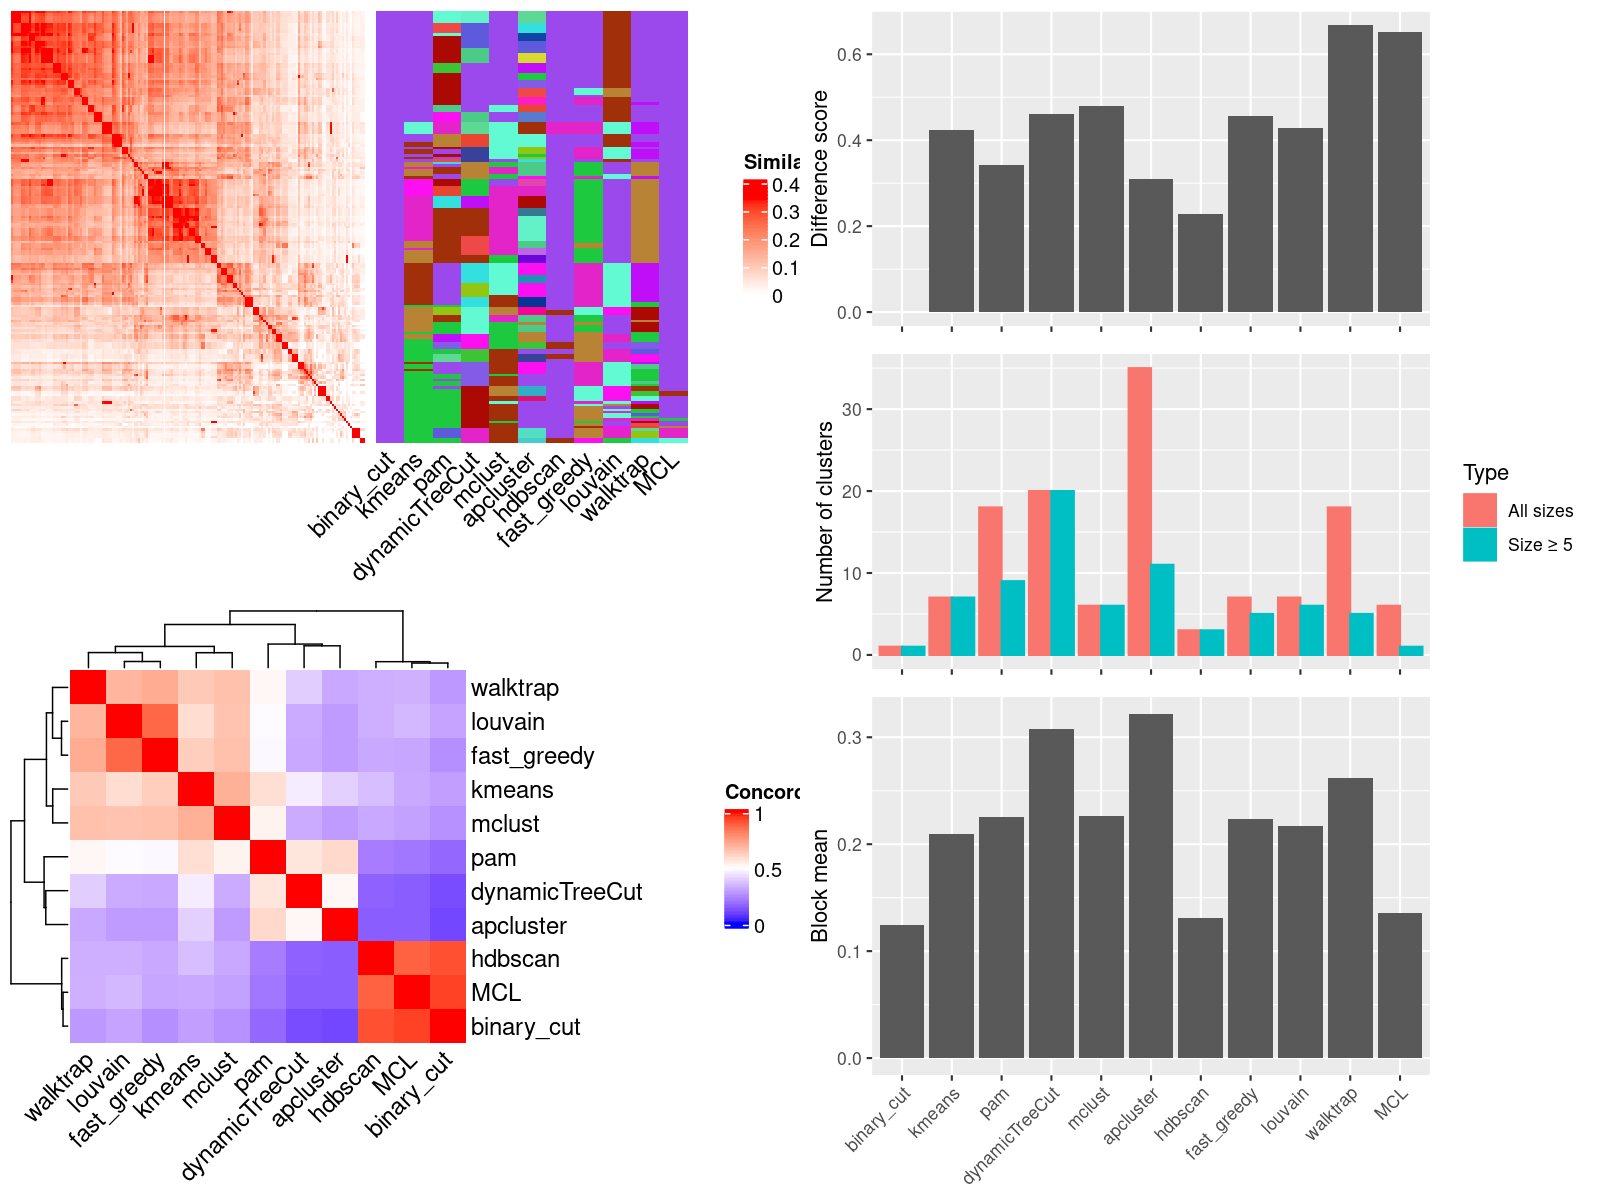 Simila
0.4
0.3
0.2
0.1
0
binary_cut
kmeans
pam
dynamicTreeCut
mclust
apcluster
hdbscan
fast_greedy
louvain
walktrap
MCL
walktrap
louvain
fast_greedy
kmeans
mclust
pam
dynamicTreeCut
apcluster
hdbscan
MCL
binary_cut
walktrap
louvain
fast_greedy
kmeans
mclust
pam
dynamicTreeCut
apcluster
hdbscan
MCL
binary_cut
Concord
1
0.5
0
Difference score
0.6
0.4
0.2
0.0
Number of clusters
30
20
10
0
Type
All sizes
Size ≥ 5
Block mean
0.3
0.2
0.1
0.0
binary_cut
kmeans
pam
dynamicTreeCut
mclust
apcluster
hdbscan
fast_greedy
louvain
walktrap
MCL